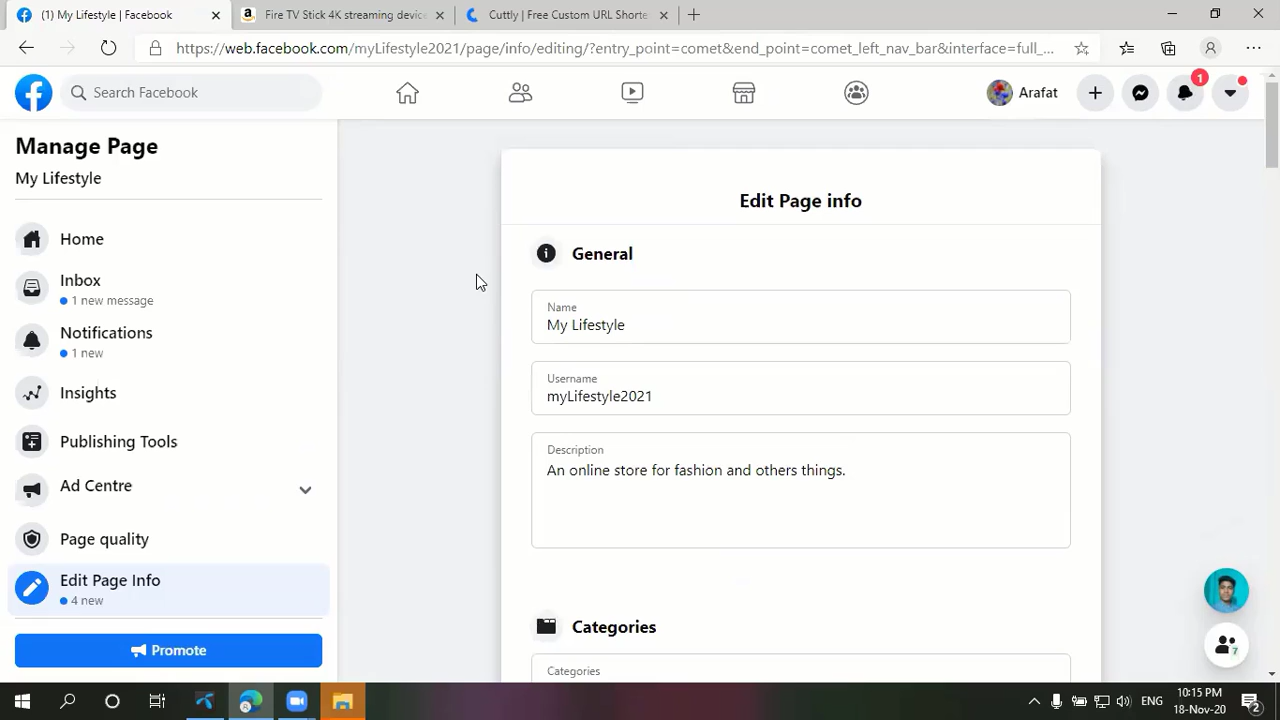 (1) My Lifestyle | Facebook
Fire TV Stick 4K streaming device
Cuttly | Free Custom URL Shorte
https://web.facebook.com/myLifestyle2021/page/info/editing/?entry_point=comet&end_point=comet_left_nav_bar&interface=full_...
Search Facebook
Arafat
1
Manage Page
My Lifestyle
Home
Inbox
1 new message
Notifications
1 new
Insights
Publishing Tools
Ad Centre
Page quality
Edit Page Info
4 new
Promote
Edit Page info
General
Name
My Lifestyle
Username
myLifestyle2021
Description
An online store for fashion and others things.
Categories
Categories
7
ENG
10:15 PM
18-Nov-20
2